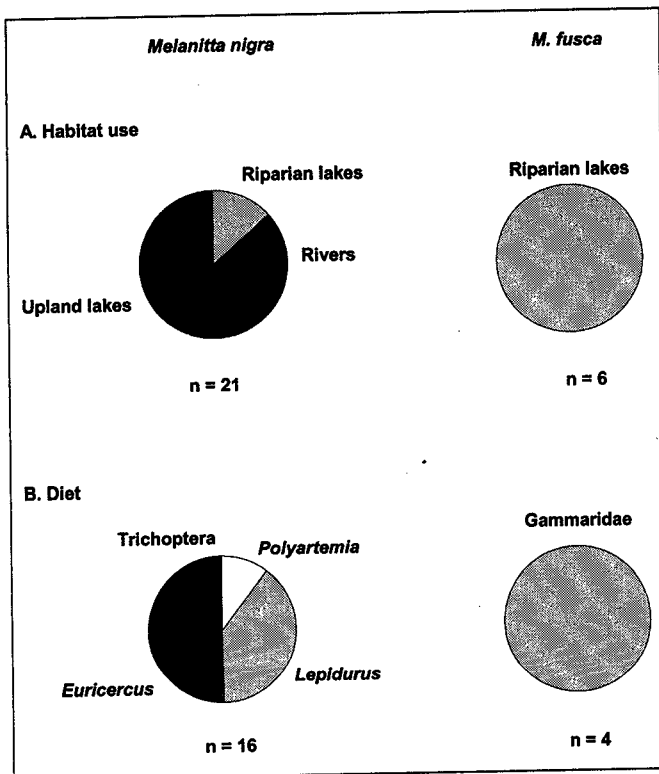 Melanitta nigra
M. fusca
A. Habitat use
Riparian lakes
Rivers
Upland lakes
n = 21
Riparian lakes
n = 6
B. Diet
Trichoptera
Polyartemia
Lepidurus
Euricercus
n = 16
Gammaridae
n = 4